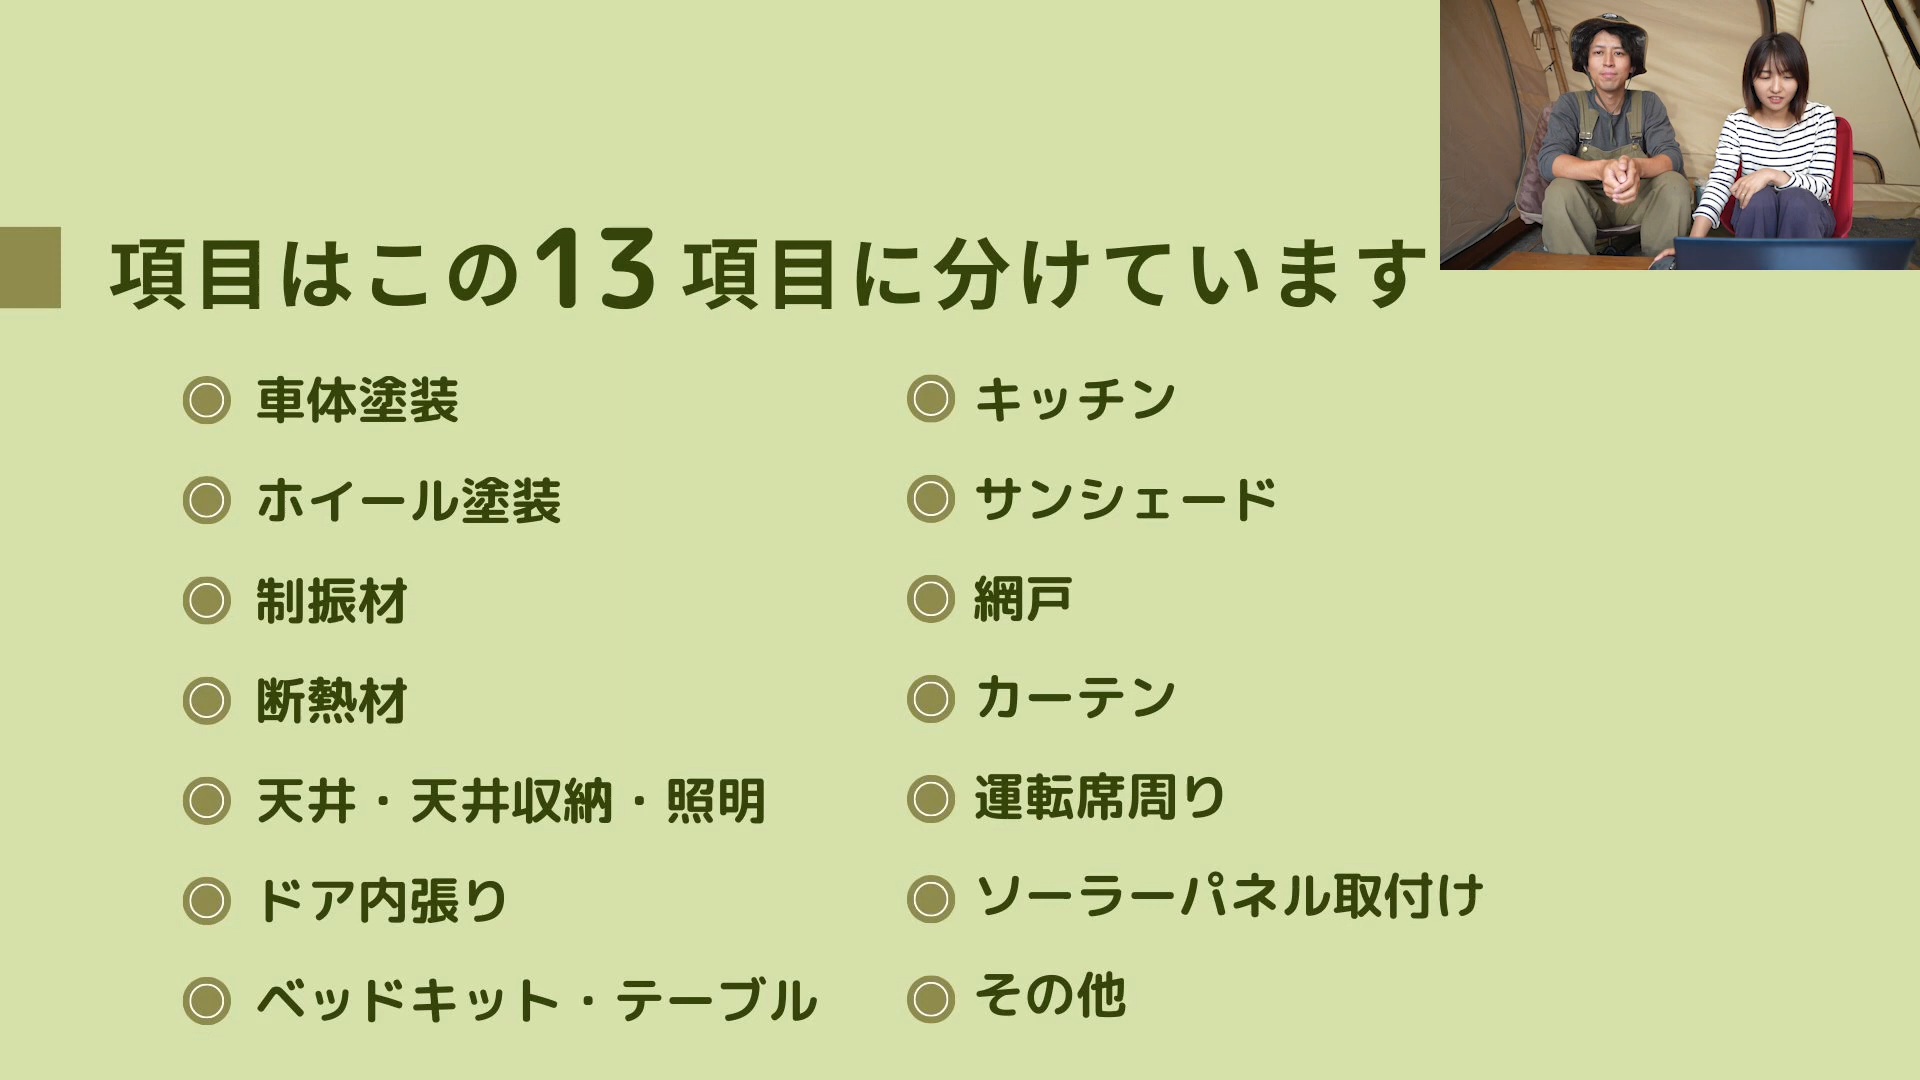 項目はこの13項目に分けています
車体塗装
ホイール塗装
制振材
断熱材
天井・天井収納・照明
ドア内張り
ベッドキット・テーブル
キッチン
サンシェード
網戸
カーテン
運転席周り
ソーラーパネル取付け
その他